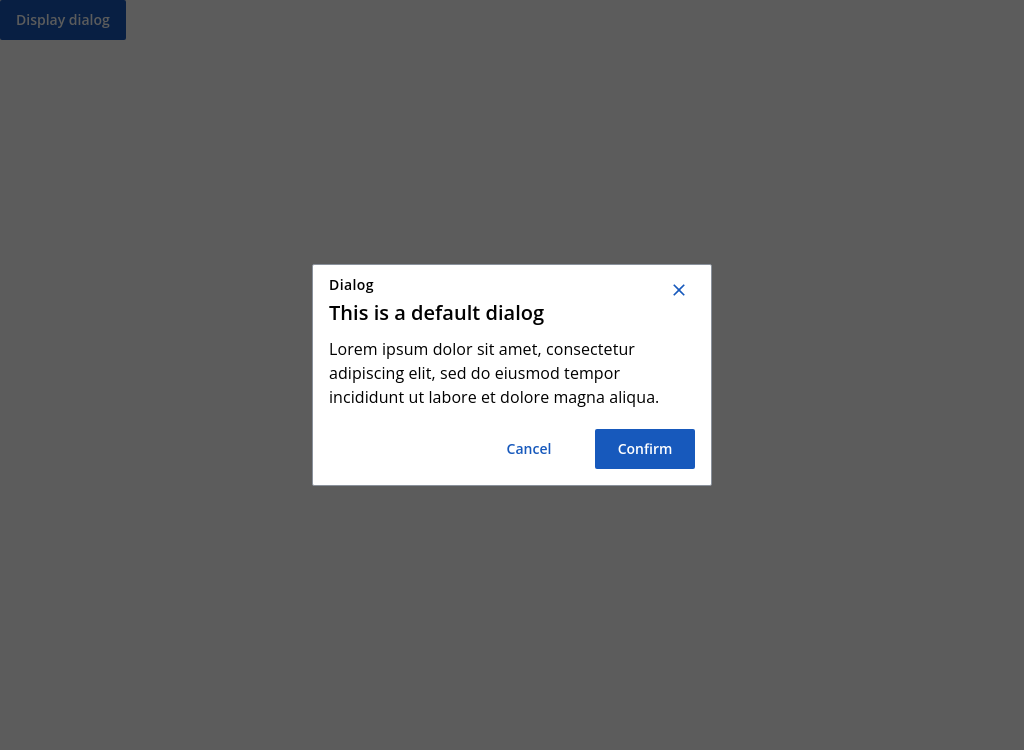 Display dialog
Dialog
This is a default dialog
Lorem ipsum dolor sit amet, consectetur
adipiscing elit, sed do eiusmod tempor
incididunt ut labore et dolore magna aliqua.
Cancel
Confirm